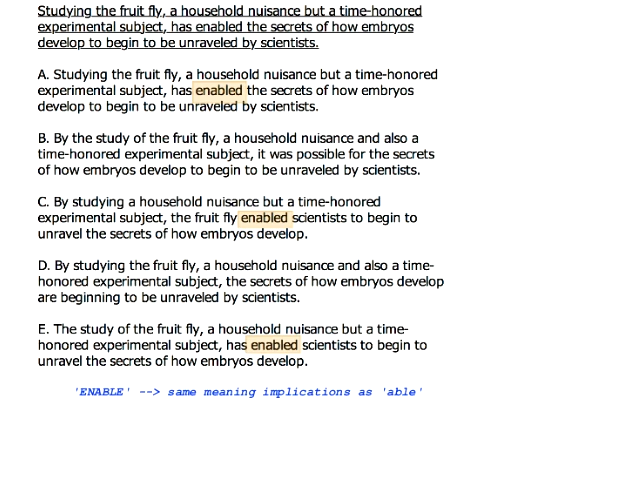 Studying the fruit fly, a household nuisance but a time-honored
experimental subject, has enabled the secrets of how embryos
develop to begin to be unraveled by scientists.
A. Studying the fruit fly, a household nuisance but a time-honored
experimental subject, has enabled the secrets of how embryos
develop to begin to be unraveled by scientists.
B. By the study of the fruit fly, a household nuisance and also a
time-honored experimental subject, it was possible for the secrets
of how embryos develop to begin to be unraveled by scientists.
C. By studying a household nuisance but a time-honored
experimental subject, the fruit fly enabled scientists to begin to
unravel the secrets of how embryos develop.
D. By studying the fruit fly, a household nuisance and also a time-
honored experimental subject, the secrets of how embryos develop
are beginning to be unraveled by scientists.
E. The study of the fruit fly, a household nuisance but a time-
honored experimental subject, has enabled scientists to begin to
unravel the secrets of how embryos develop.
'ENABLE' --> same meaning implications as 'able'